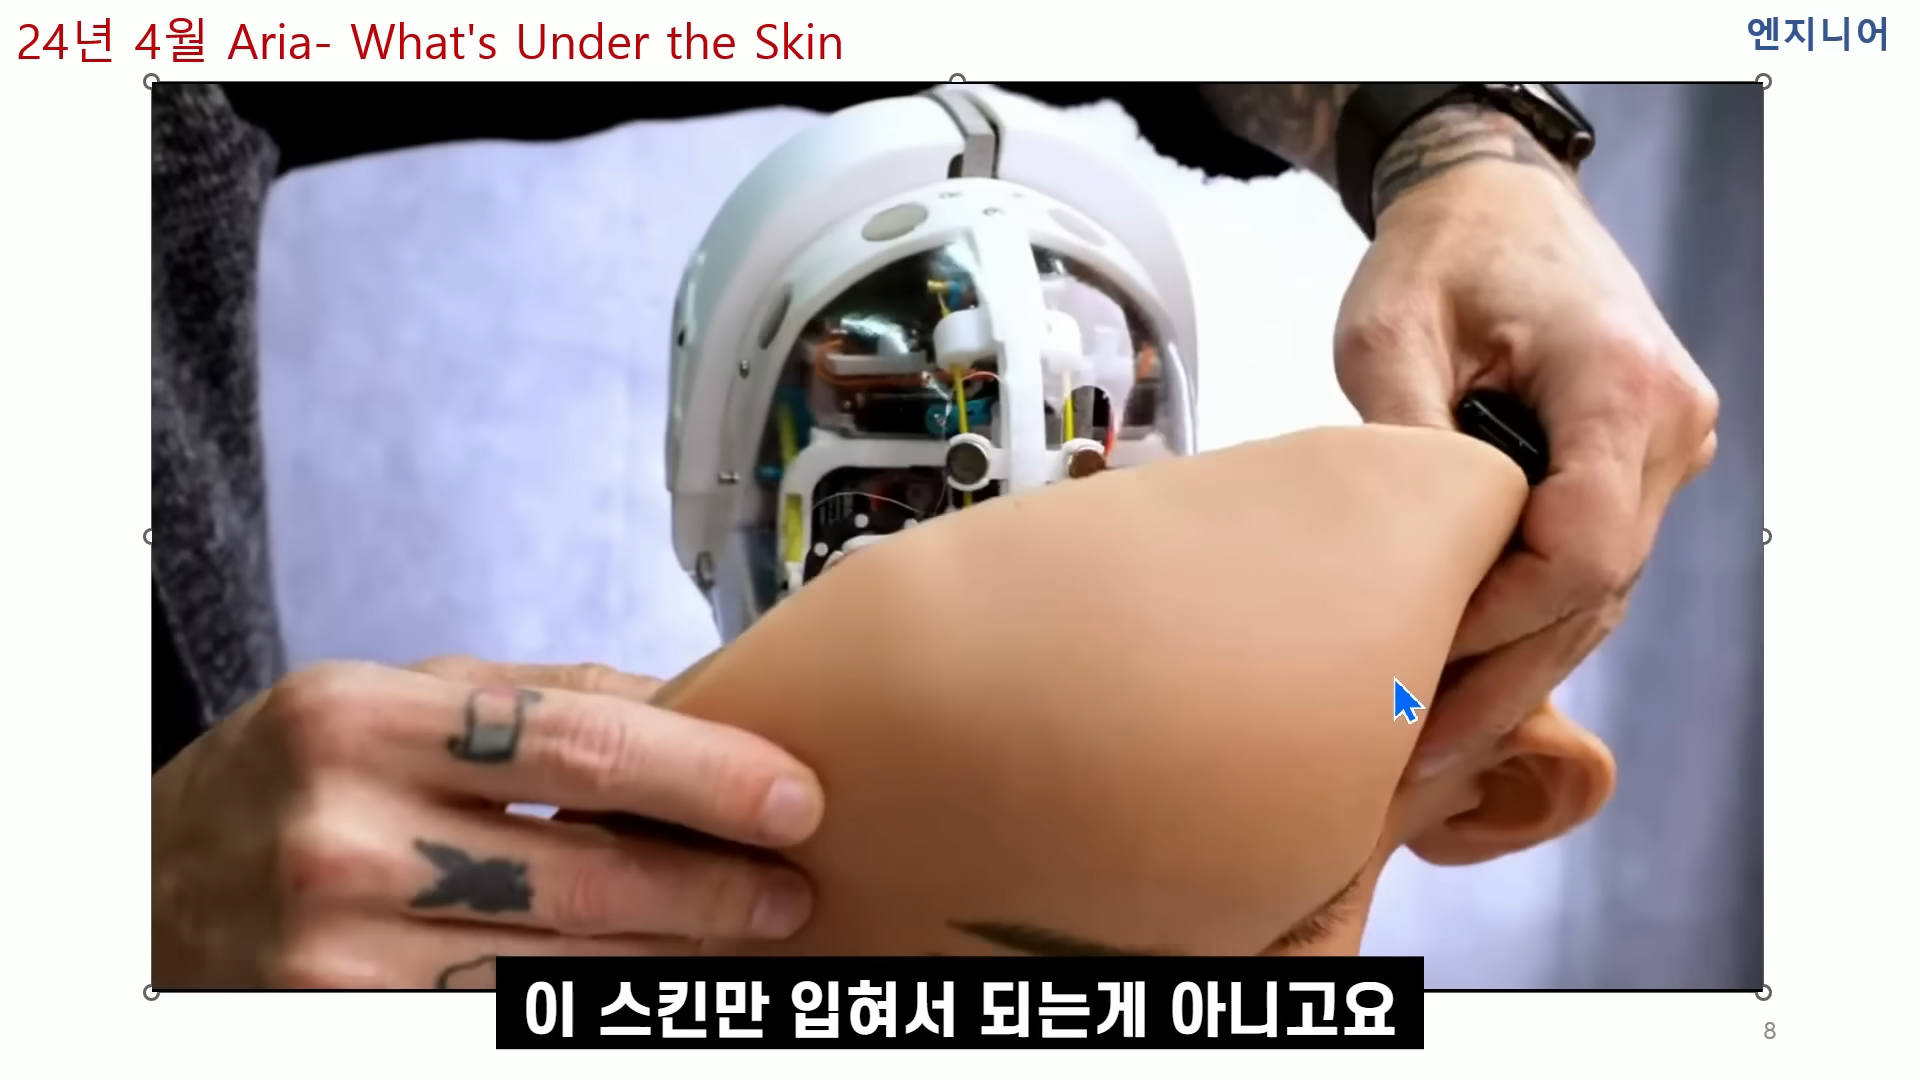 24년 4월 Aria- What's Under the Skin
엔지니어
이 스킨만 입혀서 되는게 아니고요
8